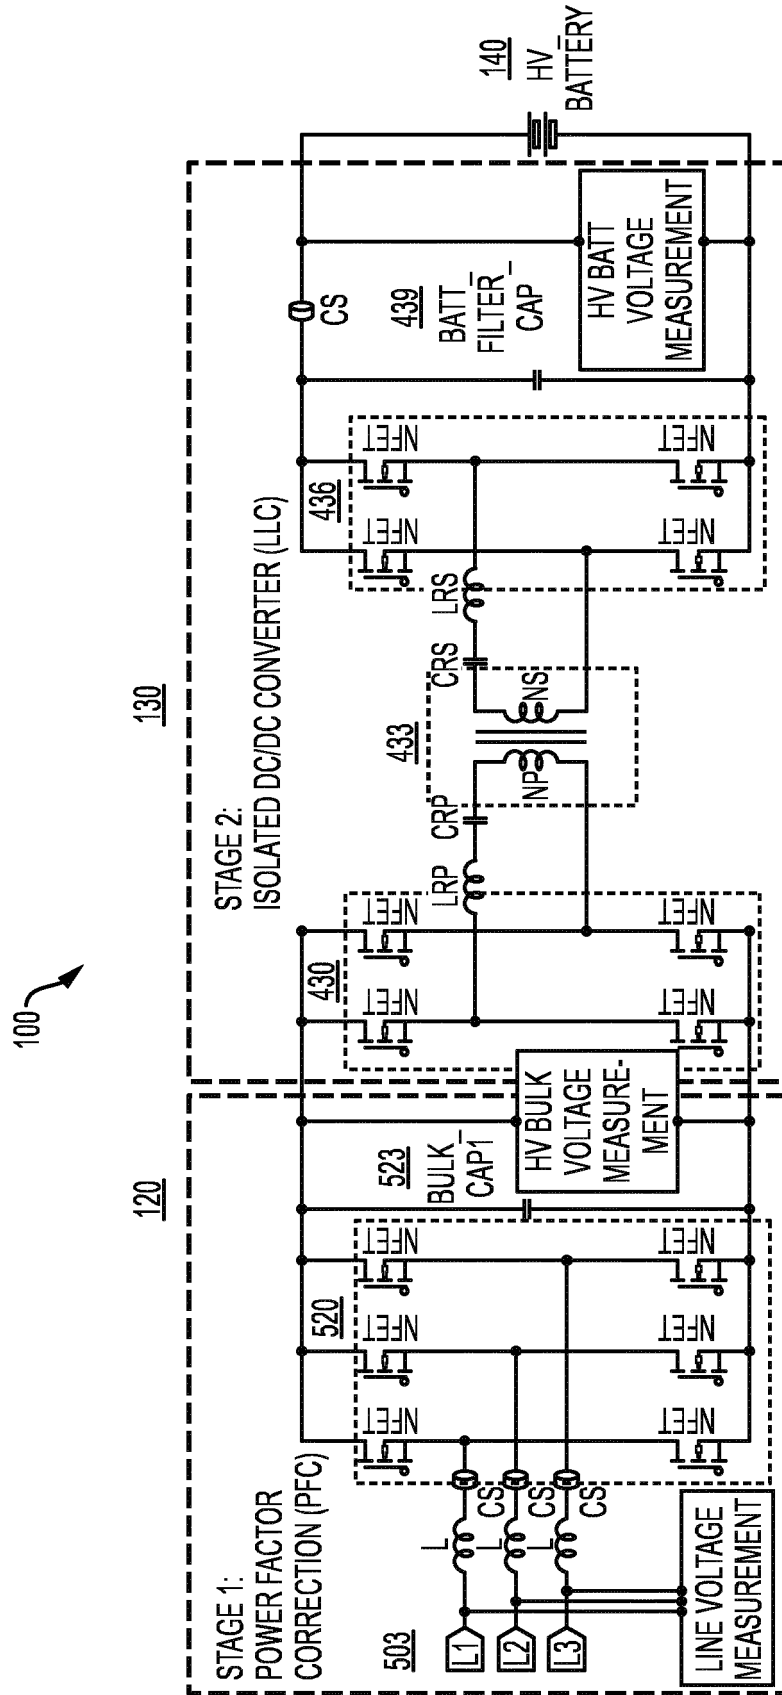 100
120
130
STAGE 1:
POWER FACTOR
CORRECTION (PFC)
STAGE 2:
ISOLATED DC/DC CONVERTER (LLC)
503
L1
L2
L3
L
L
L
CS
CS
CS
LINE VOLTAGE
MEASUREMENT
520
NFET
NFET
NFET
NFET
NFET
NFET
523
BULK_
CAP1
HV BULK
VOLTAGE
MEASURE-
MENT
430
NFET
NFET
NFET
NFET
LRP
CRP
433
NP
NS
CRS
LRS
436
NFET
NFET
NFET
NFET
CS
439
BATT_
FILTER_
CAP
HV BATT
VOLTAGE
MEASUREMENT
140
HV_
BATTERY